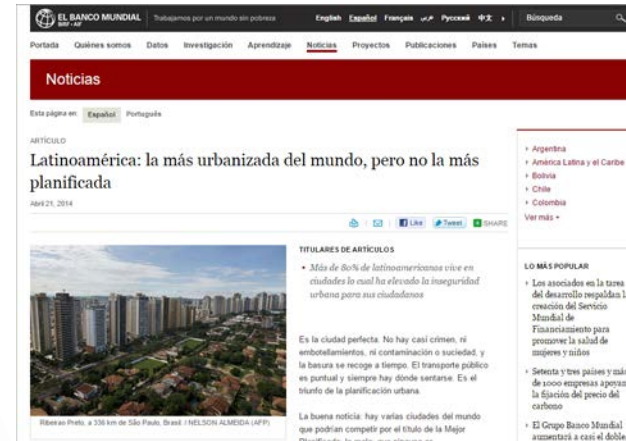 EL BANCO MUNDIAL
BIRF • AIF
Trabajamos por un mundo sin pobreza
English Español Français عربي Русский 中文
Búsqueda
Portada Quiénes somos Datos Investigación Aprendizaje Noticias Proyectos Publicaciones Países Temas
Noticias
Esta página en: Español Português
ARTÍCULO
Latinoamérica: la más urbanizada del mundo, pero no la más
planificada
Abril 21, 2014
Like Tweet SHARE
TITULARES DE ARTÍCULOS
• Más de 80% de latinoamericanos vive en
ciudades lo cual ha elevado la inseguridad
urbana para sus ciudadanos
Es la ciudad perfecta. No hay casi crimen, ni
embotellamientos, ni contaminación o suciedad, y
la basura se recoge a tiempo. El transporte público
es puntual y siempre hay dónde sentarse. Es el
triunfo de la planificación urbana.
La buena noticia: hay varias ciudades del mundo
que podrían competir por el título de la Mejor
Ribeirao Preto, a 336 km de São Paulo, Brasil. / NELSON ALMEIDA (AFP)
Argentina
América Latina y el Caribe
Bolivia
Chile
Colombia
Ver más +
LO MÁS POPULAR
Los asociados en la tarea
del desarrollo respaldan la
creación del Servicio
Mundial de
Financiamiento para
promover la salud de
mujeres y niños
Setenta y tres países y más
de 1000 empresas apoyan
la fijación del precio del
carbono
El Grupo Banco Mundial
aumentará a casi el doble